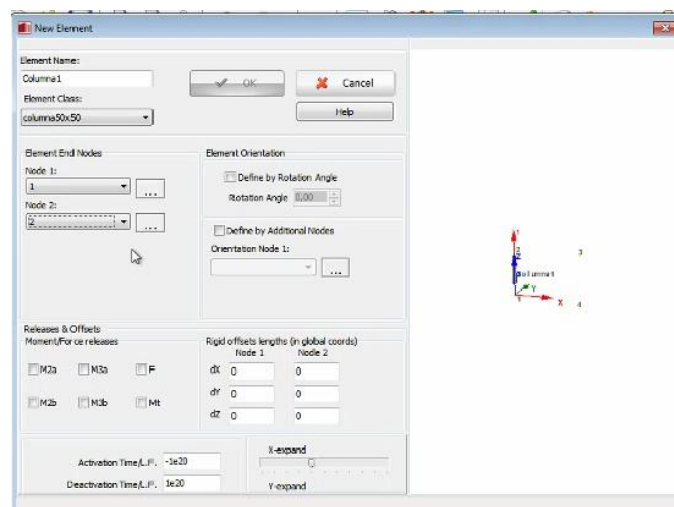 New Element
Element Name:
Columna1
OK
Cancel
Element Class:
columna50x50
Help
Element End Nodes
Node 1:
1
...
Node 2:
2
...
Element Orientation
Define by Rotation Angle
Rotation Angle 0.00
Define by Additional Nodes
Orientation Node 1:
...
Releases & Offsets
Moment/Force releases
M2a M3a F
M2b M3b Mt
Rigid offsets lengths (in global coords)
Node 1 Node 2
dX 0 0
dY 0 0
dZ 0 0
Activation Time/L.F. -1e20
Deactivation Time/L.F. 1e20
X-expand
Y-expand
2
3
Columna1
Y
1
X
4